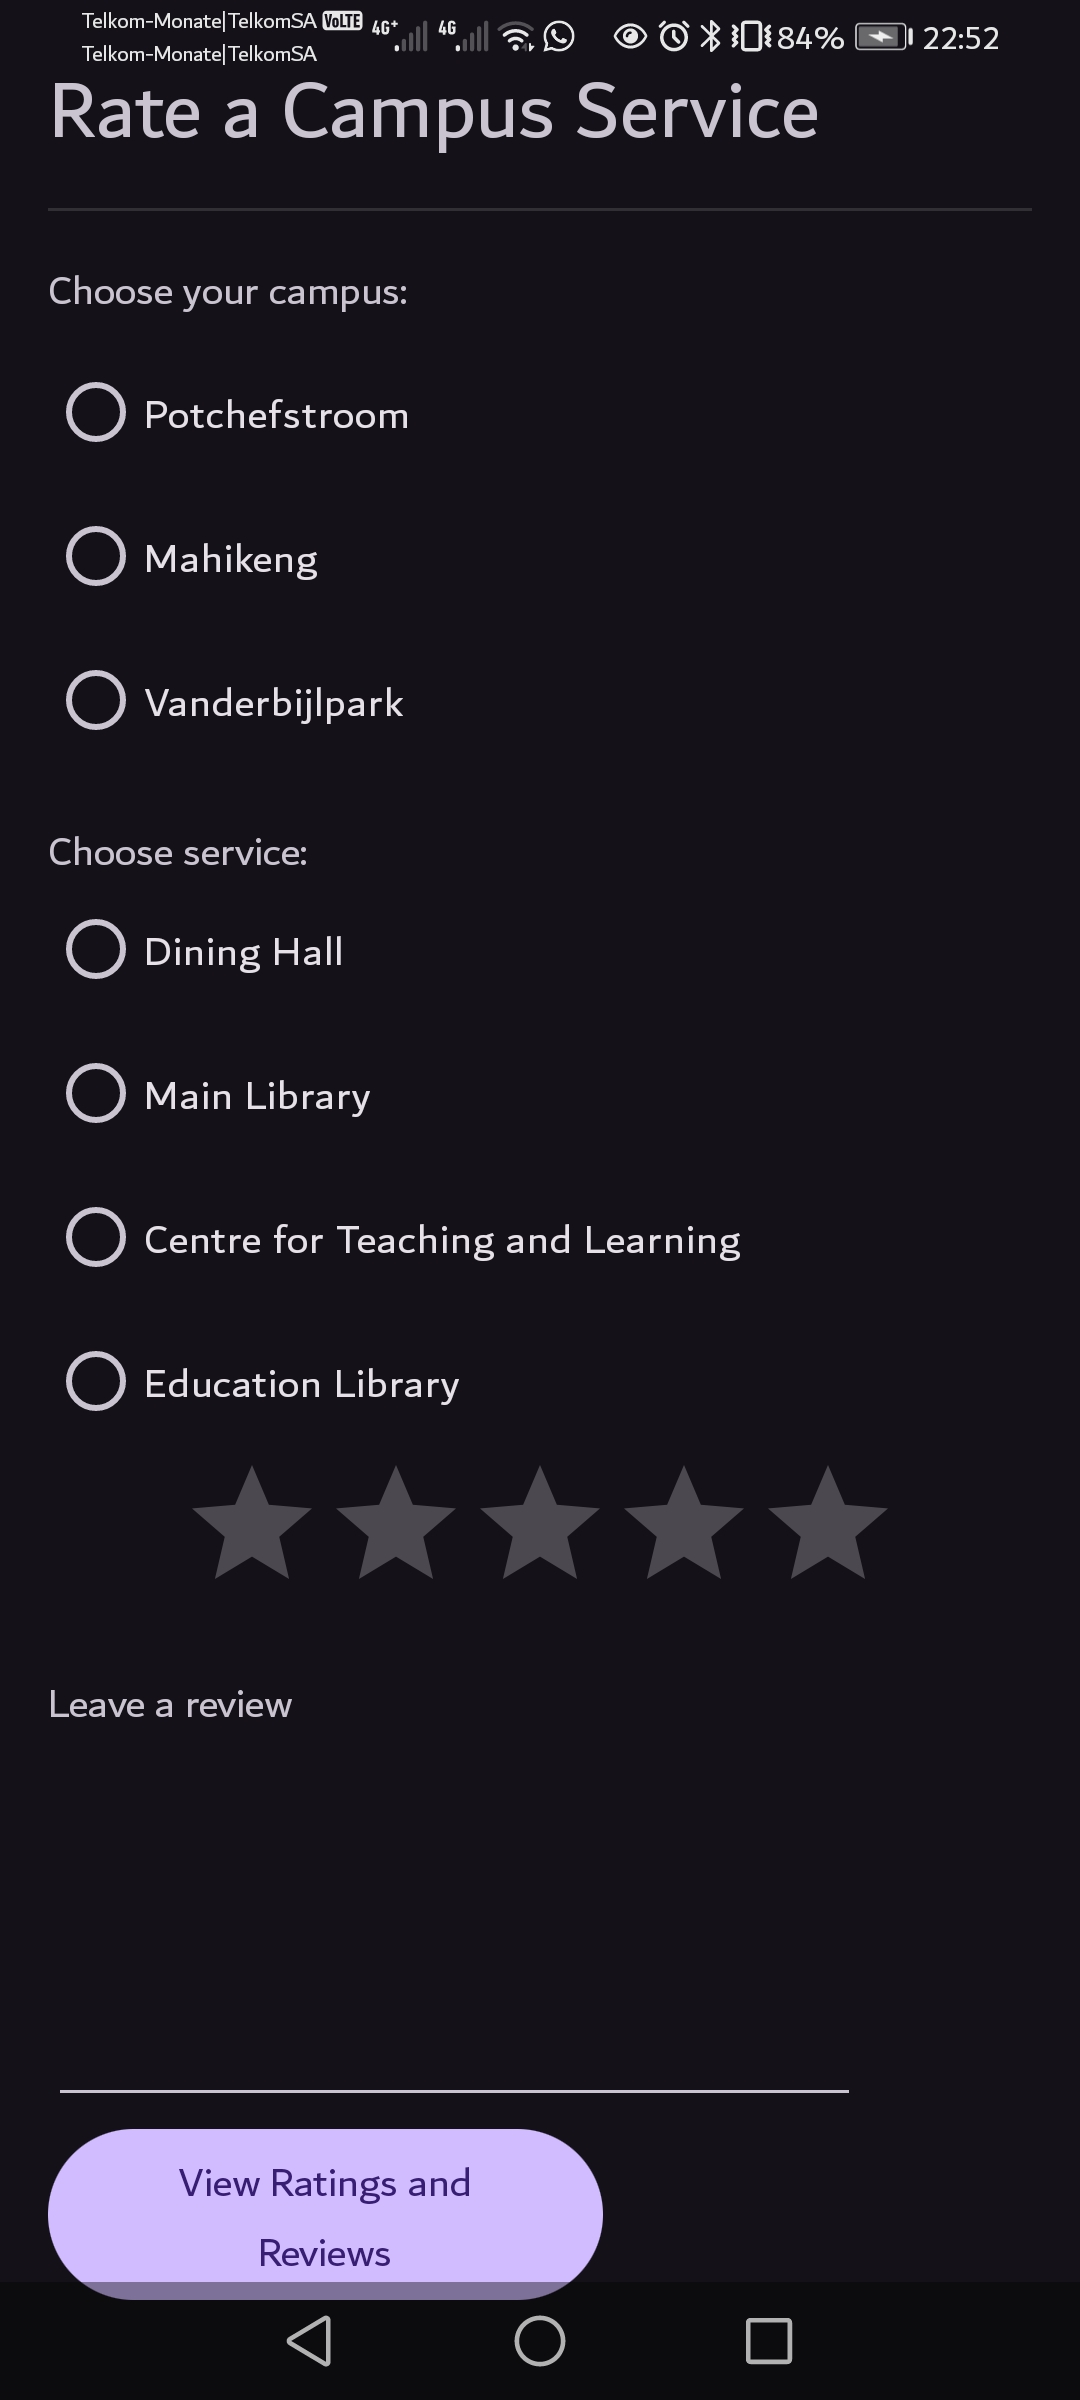 Telkom-Monate|TelkomSA VoLTE 4G+ 4G 84% 22:52
Telkom-Monate|TelkomSA
Rate a Campus Service
Choose your campus:
Potchefstroom
Mahikeng
Vanderbijlpark
Choose service:
Dining Hall
Main Library
Centre for Teaching and Learning
Education Library
Leave a review
View Ratings and
Reviews